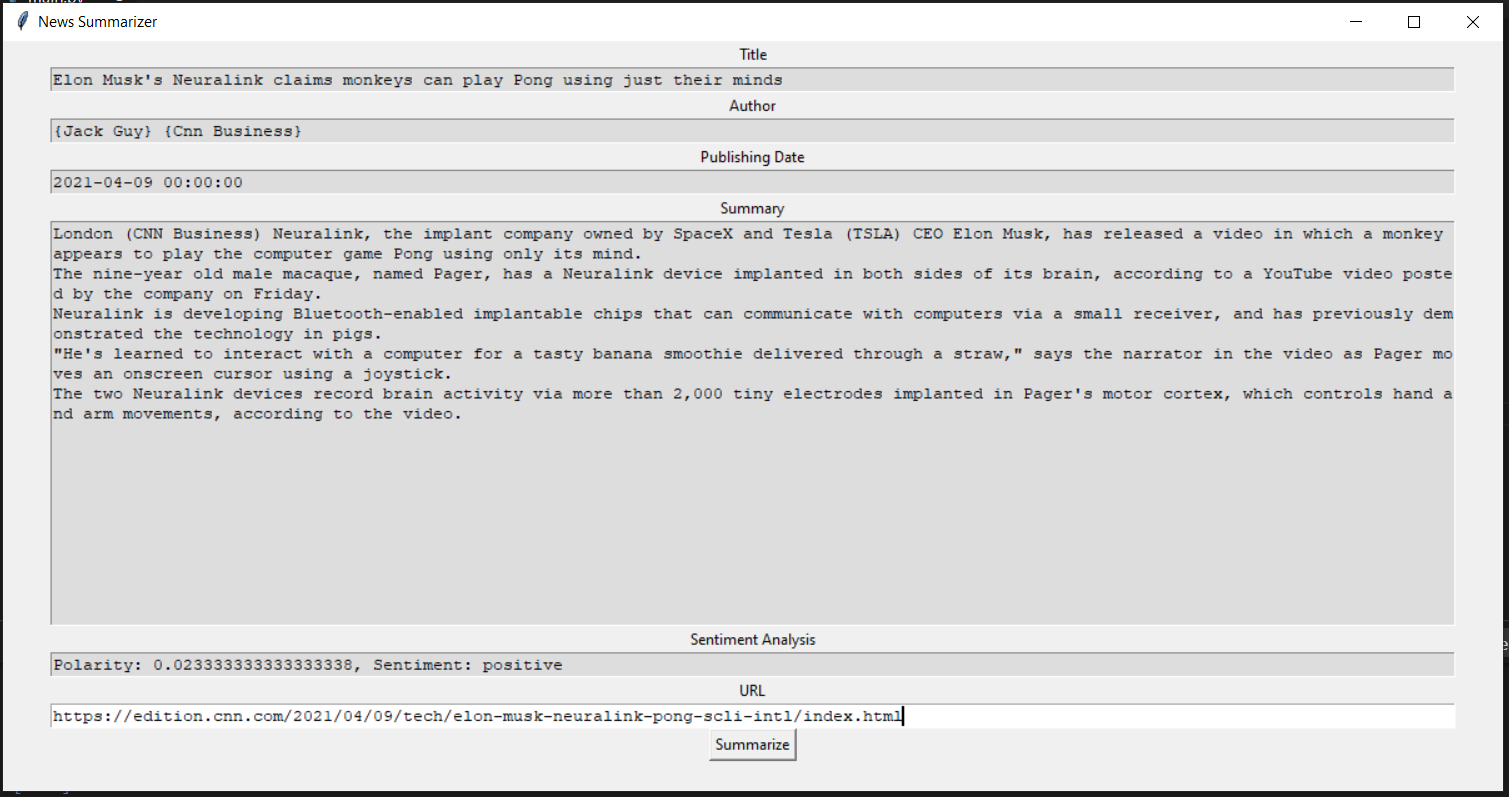 News Summarizer
Title
Elon Musk's Neuralink claims monkeys can play Pong using just their minds
Author
{Jack Guy} {Cnn Business}
Publishing Date
2021-04-09 00:00:00
Summary
London (CNN Business) Neuralink, the implant company owned by SpaceX and Tesla (TSLA) CEO Elon Musk, has released a video in which a monkey
appears to play the computer game Pong using only its mind.
The nine-year old male macaque, named Pager, has a Neuralink device implanted in both sides of its brain, according to a YouTube video poste
d by the company on Friday.
Neuralink is developing Bluetooth-enabled implantable chips that can communicate with computers via a small receiver, and has previously dem
onstrated the technology in pigs.
"He's learned to interact with a computer for a tasty banana smoothie delivered through a straw," says the narrator in the video as Pager mo
ves an onscreen cursor using a joystick.
The two Neuralink devices record brain activity via more than 2,000 tiny electrodes implanted in Pager's motor cortex, which controls hand a
nd arm movements, according to the video.
Sentiment Analysis
Polarity: 0.023333333333333338, Sentiment: positive
URL
https://edition.cnn.com/2021/04/09/tech/elon-musk-neuralink-pong-scli-intl/index.html
Summarize